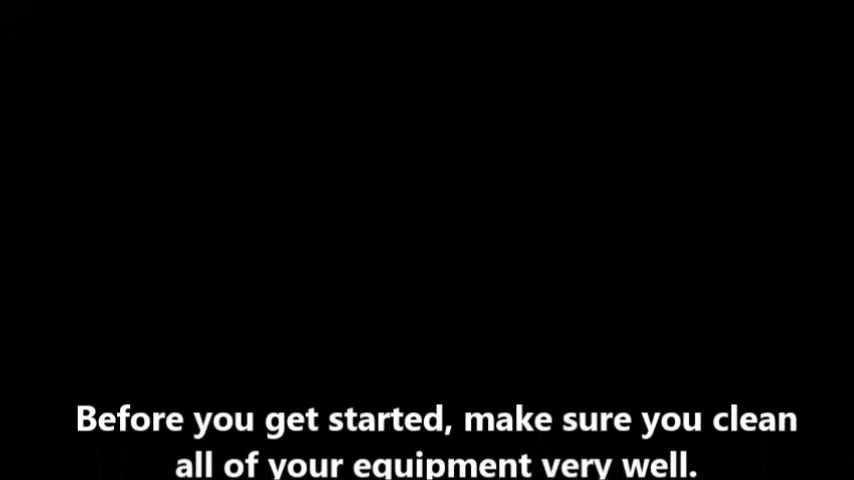 Before you get started, make sure you clean
all of your equipment very well.